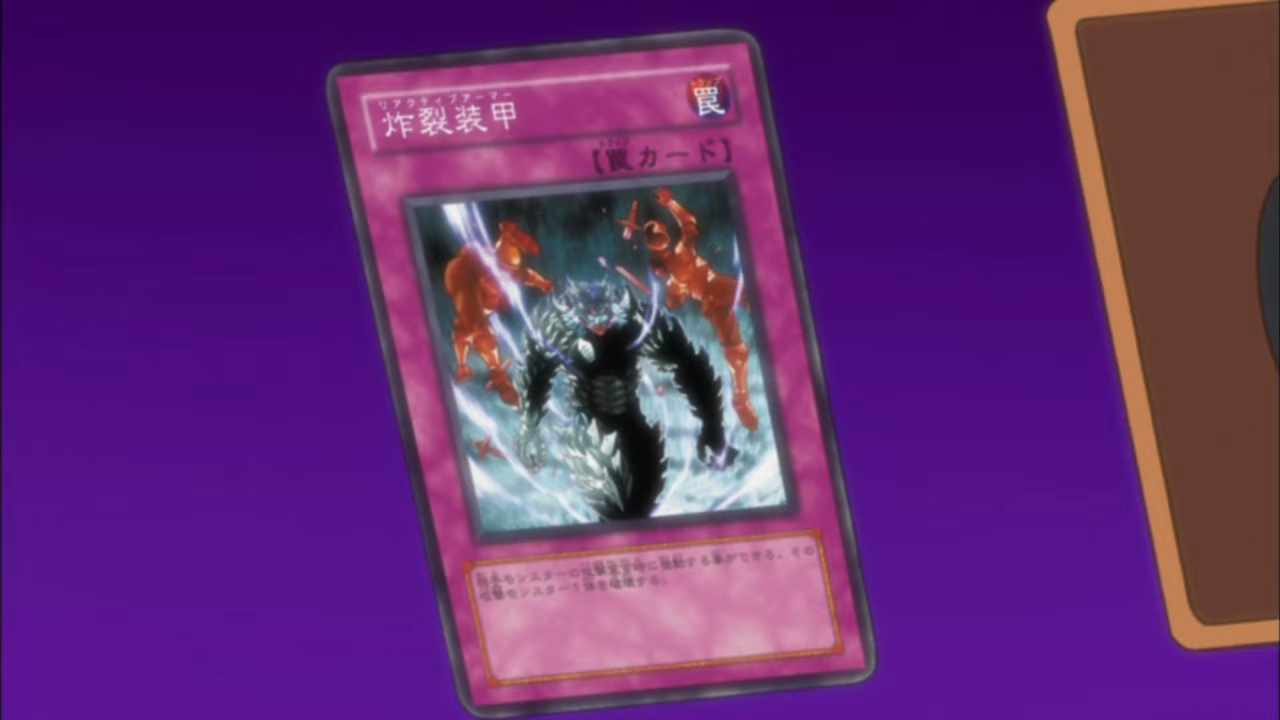 リアクティブアーマー
炸裂装甲
罠
【罠カード】
相手モンスターの攻撃宣言時に発動する事ができる。その
攻撃モンスター1体を破壊する。